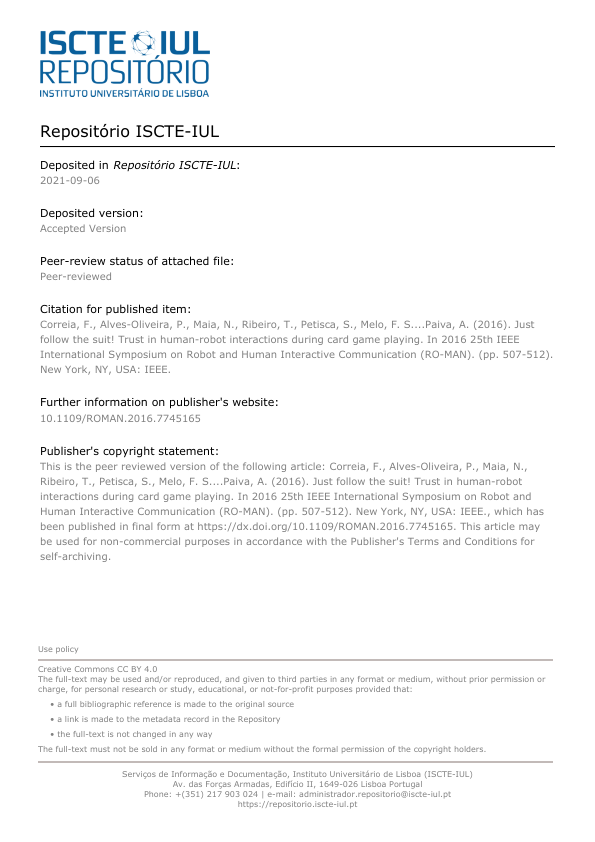 ISCTE IUL
REPOSITÓRIO
INSTITUTO UNIVERSITÁRIO DE LISBOA
Repositório ISCTE-IUL
Deposited in Repositório ISCTE-IUL:
2021-09-06
Deposited version:
Accepted Version
Peer-review status of attached file:
Peer-reviewed
Citation for published item:
Correia, F., Alves-Oliveira, P., Maia, N., Ribeiro, T., Petisca, S., Melo, F. S....Paiva, A. (2016). Just
follow the suit! Trust in human-robot interactions during card game playing. In 2016 25th IEEE
International Symposium on Robot and Human Interactive Communication (RO-MAN). (pp. 507-512).
New York, NY, USA: IEEE.
Further information on publisher's website:
10.1109/ROMAN.2016.7745165
Publisher's copyright statement:
This is the peer reviewed version of the following article: Correia, F., Alves-Oliveira, P., Maia, N.,
Ribeiro, T., Petisca, S., Melo, F. S....Paiva, A. (2016). Just follow the suit! Trust in human-robot
interactions during card game playing. In 2016 25th IEEE International Symposium on Robot and
Human Interactive Communication (RO-MAN). (pp. 507-512). New York, NY, USA: IEEE., which has
been published in final form at https://dx.doi.org/10.1109/ROMAN.2016.7745165. This article may
be used for non-commercial purposes in accordance with the Publisher's Terms and Conditions for
self-archiving.
Use policy
Creative Commons CC BY 4.0
The full-text may be used and/or reproduced, and given to third parties in any format or medium, without prior permission or
charge, for personal research or study, educational, or not-for-profit purposes provided that:
• a full bibliographic reference is made to the original source
• a link is made to the metadata record in the Repository
• the full-text is not changed in any way
The full-text must not be sold in any format or medium without the formal permission of the copyright holders.
Serviços de Informação e Documentação, Instituto Universitário de Lisboa (ISCTE-IUL)
Av. das Forças Armadas, Edifício II, 1649-026 Lisboa Portugal
Phone: +(351) 217 903 024 | e-mail: administrador.repositorio@iscte-iul.pt
https://repositorio.iscte-iul.pt